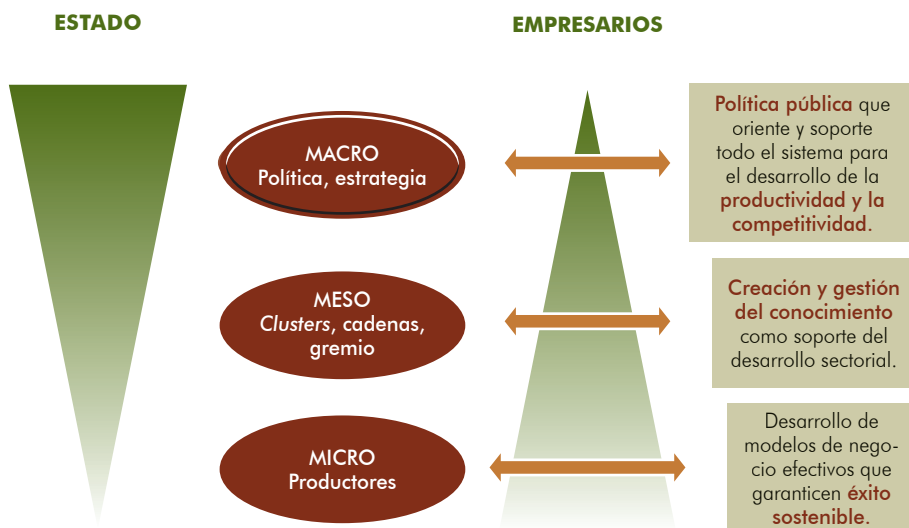 ESTADO
EMPRESARIOS
MACRO
Política, estrategia
Política pública que
oriente y soporte
todo el sistema para
el desarrollo de la
productividad y la
competitividad.
MESO
Clusters, cadenas,
gremio
Creación y gestión
del conocimiento
como soporte del
desarrollo sectorial.
MICRO
Productores
Desarrollo de
modelos de nego-
cio efectivos que
garanticen éxito
sostenible.